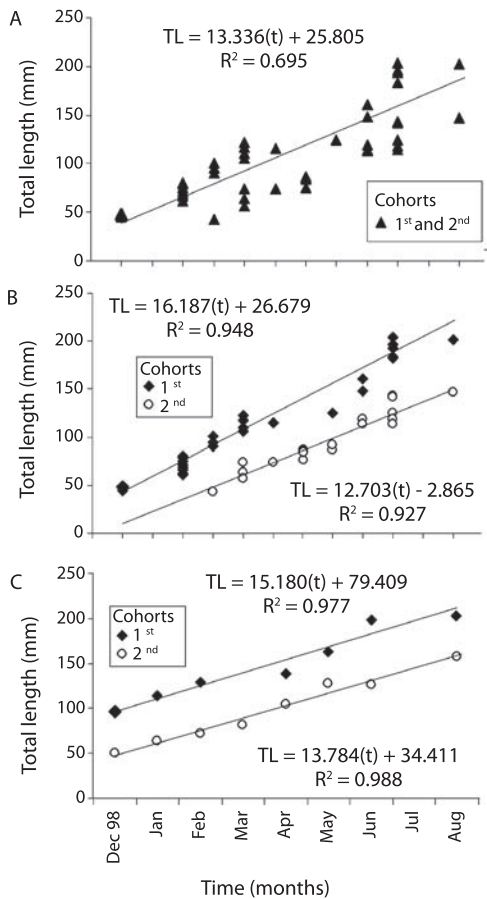 A
TL = 13.336(t) + 25.805
R² = 0.695
250
200
150
100
50
0
Total length (mm)
Cohorts
1st and 2nd
B
TL = 16.187(t) + 26.679
R² = 0.948
250
200
150
100
50
0
Total length (mm)
Cohorts
1st
2nd
TL = 12.703(t) - 2.865
R² = 0.927
C
TL = 15.180(t) + 79.409
R² = 0.977
250
200
150
100
50
0
Total length (mm)
Cohorts
1st
2nd
TL = 13.784(t) + 34.411
R² = 0.988
Dec 98
Jan
Feb
Mar
Apr
May
Jun
Jul
Aug
Time (months)